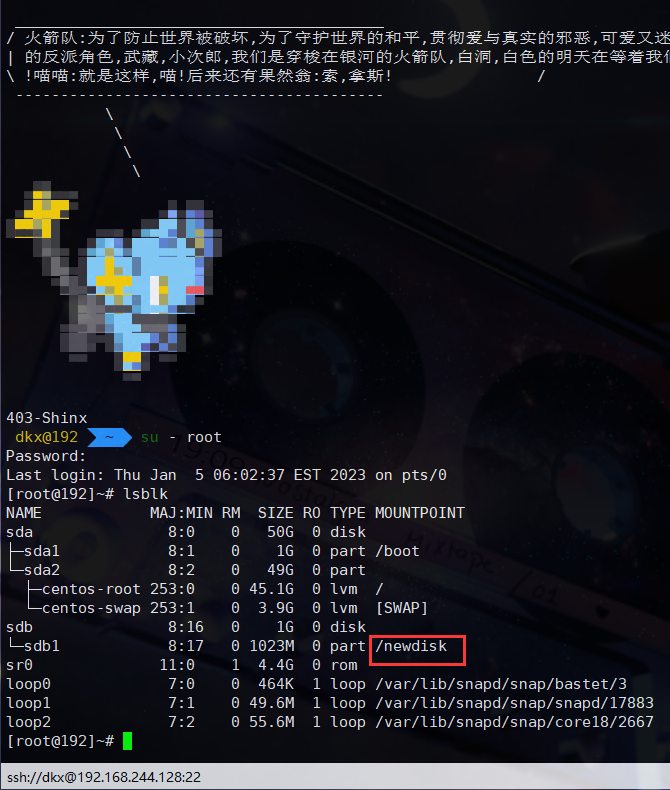 / 火箭队:为了防止世界被破坏,为了守护世界的和平,贯彻爱与真实的邪恶,可爱又迷
| 的反派角色,武藏,小次郎,我们是穿梭在银河的火箭队,白洞,白色的明天在等着我们
\ !喵喵:就是这样,喵!后来还有果然翁:索,拿斯! /
----------------------------------------
\
\
\
\
403-Shinx
dkx@192 ~ su - root
Password:
Last login: Thu Jan  5 06:02:37 EST 2023 on pts/0
[root@192]~# lsblk
NAME            MAJ:MIN RM  SIZE RO TYPE MOUNTPOINT
sda               8:0    0   50G  0 disk
├─sda1            8:1    0    1G  0 part /boot
└─sda2            8:2    0   49G  0 part
  ├─centos-root 253:0    0 45.1G  0 lvm  /
  └─centos-swap 253:1    0  3.9G  0 lvm  [SWAP]
sdb               8:16   0    1G  0 disk
└─sdb1            8:17   0 1023M  0 part /newdisk
sr0              11:0    1  4.4G  0 rom
loop0             7:0    0  464K  1 loop /var/lib/snapd/snap/bastet/3
loop1             7:1    0 49.6M  1 loop /var/lib/snapd/snap/snapd/17883
loop2             7:2    0 55.6M  1 loop /var/lib/snapd/snap/core18/2667
[root@192]~#
ssh://dkx@192.168.244.128:22